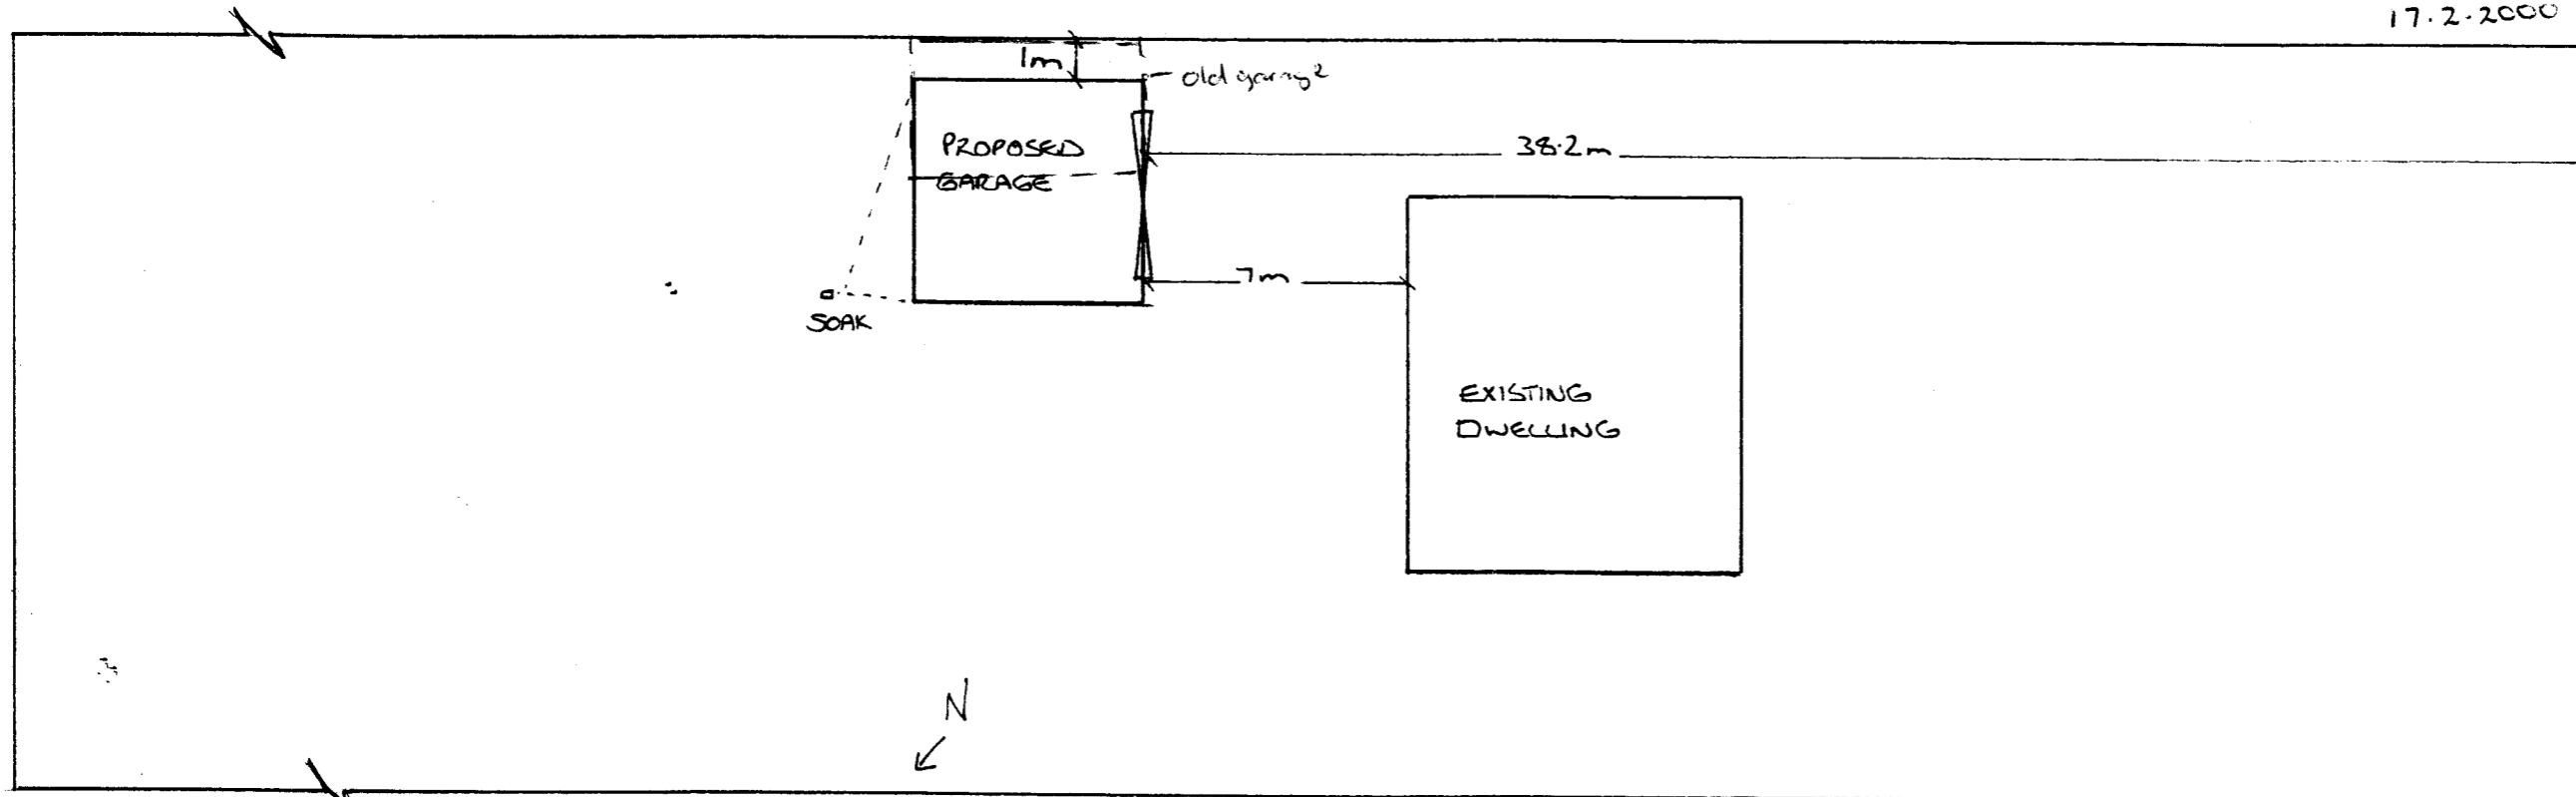 17.2.2000
1m
old garage
PROPOSED
GARAGE
38.2m
7m
SOAK
EXISTING
DWELLING
N